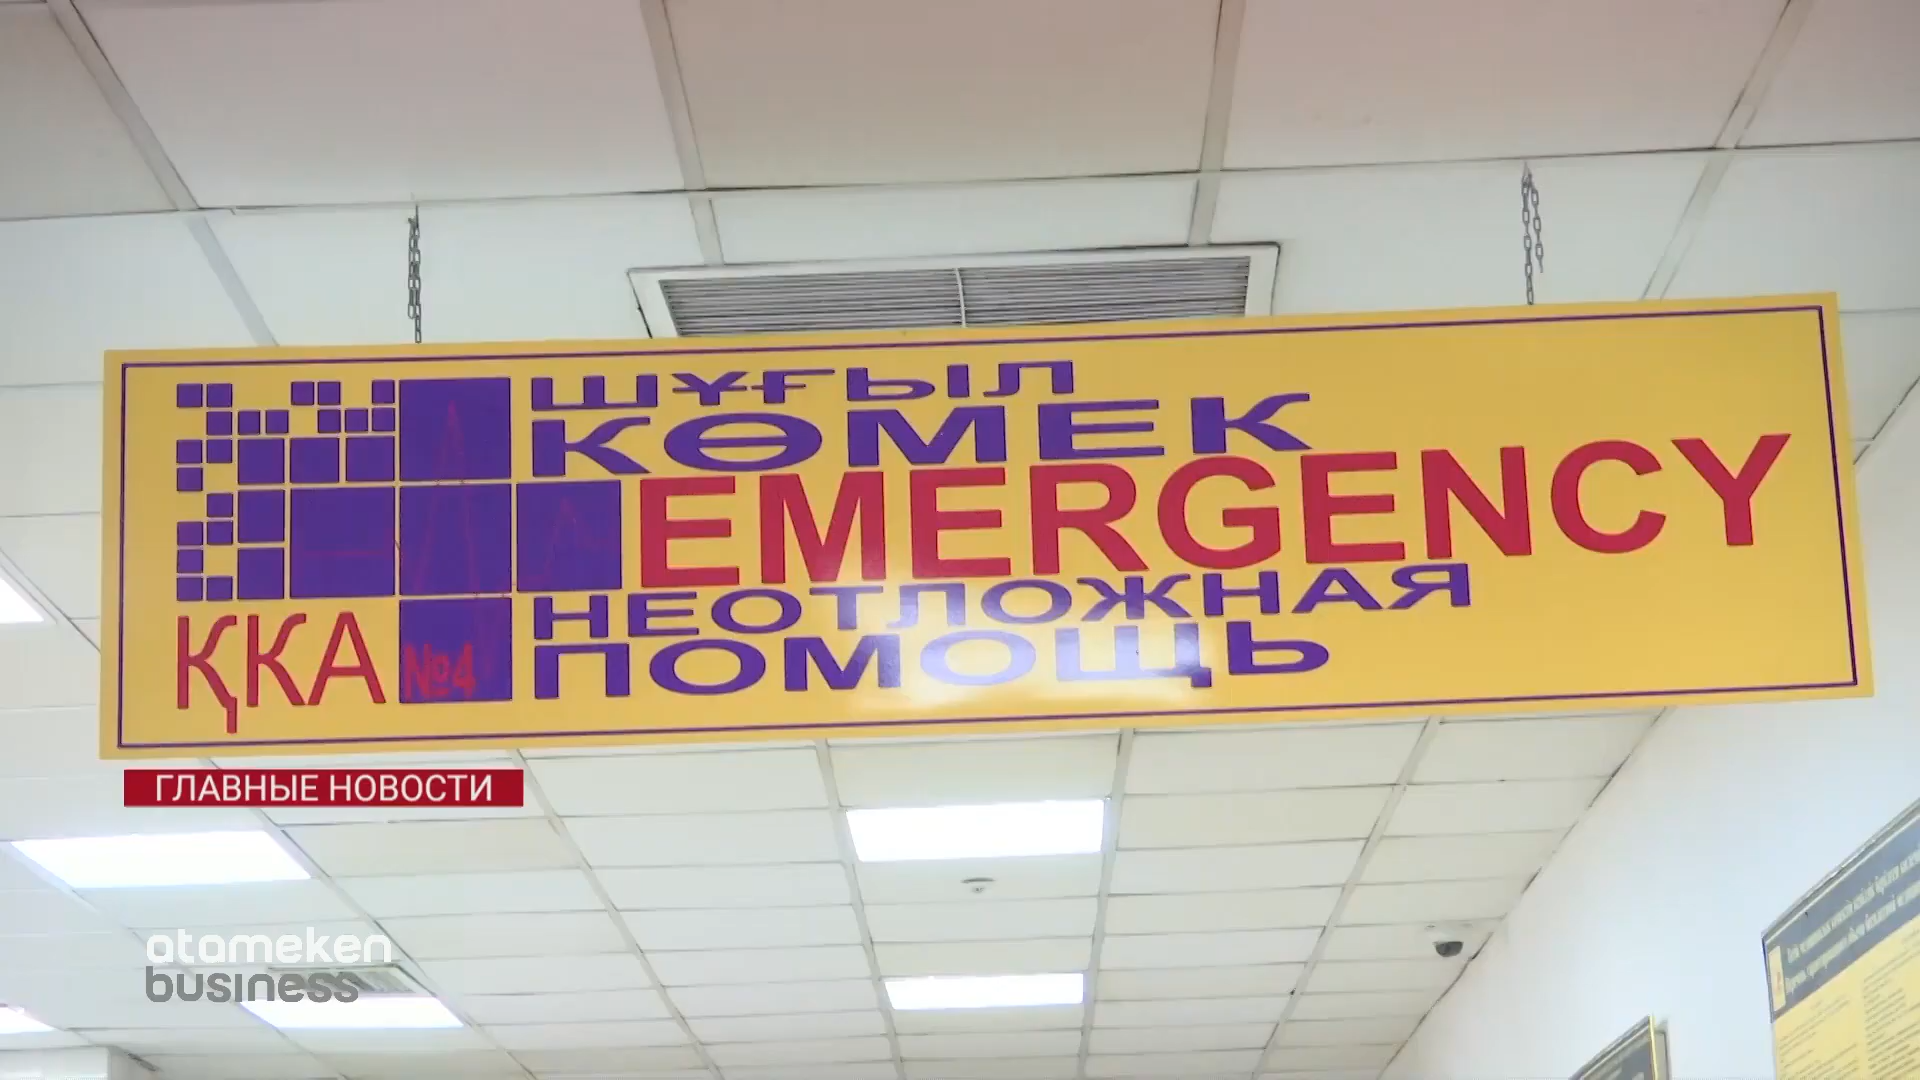 ШҰҒЫЛ
КӨМЕК
EMERGENCY
НЕОТЛОЖНАЯ
ПОМОЩЬ
ҚКА №4
ГЛАВНЫЕ НОВОСТИ
atameken
business